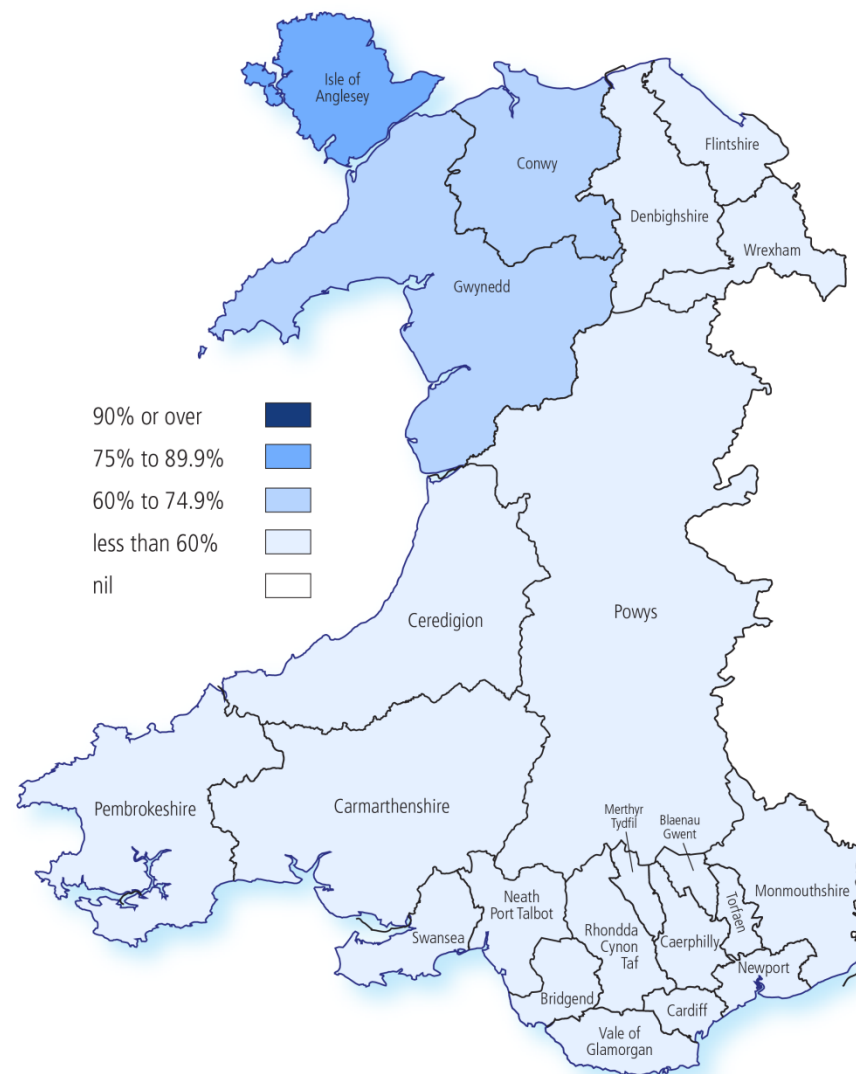 Isle of
Anglesey
Flintshire
Conwy
Denbighshire
Wrexham
Gwynedd
90% or over
75% to 89.9%
60% to 74.9%
less than 60%
nil
Ceredigion
Powys
Pembrokeshire
Carmarthenshire
Merthyr
Tydfil
Blaenau
Gwent
Neath
Port Talbot
Monmouthshire
Torfaen
Rhondda
Cynon
Taf
Swansea
Caerphilly
Newport
Bridgend
Cardiff
Vale of
Glamorgan